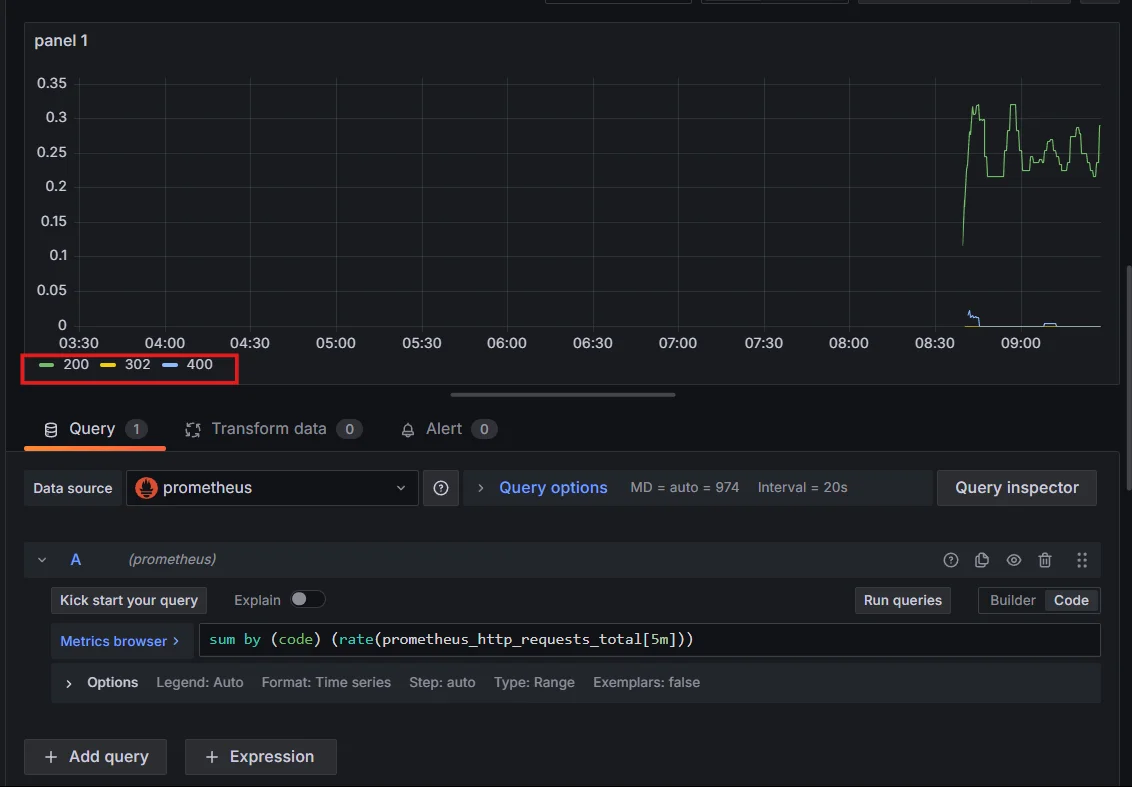 panel 1
0.35
0.3
0.25
0.2
0.15
0.1
0.05
0
03:30 04:00 04:30 05:00 05:30 06:00 06:30 07:00 07:30 08:00 08:30 09:00
200 302 400
Query 1 Transform data 0 Alert 0
Data source prometheus Query options MD = auto = 974 Interval = 20s Query inspector
A (prometheus)
Kick start your query Explain Run queries Builder Code
Metrics browser > sum by (code) (rate(prometheus_http_requests_total[5m]))
Options Legend: Auto Format: Time series Step: auto Type: Range Exemplars: false
+ Add query + Expression